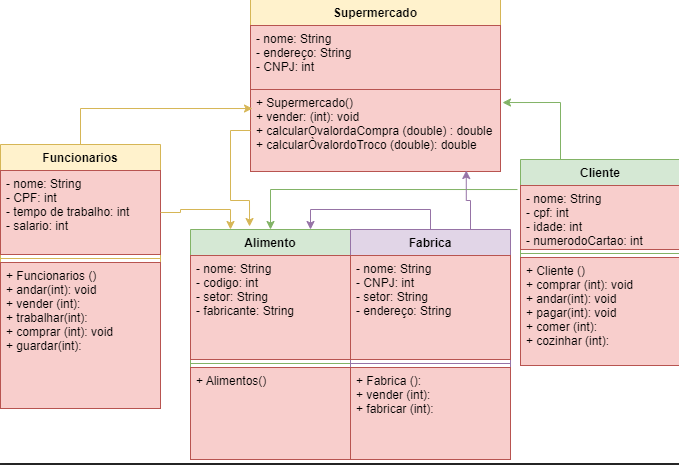 Supermercado
- nome: String
- endereço: String
- CNPJ: int
+ Supermercado()
+ vender: (int): void
+ calcularOvalordaCompra (double) : double
+ calcularÒvalordoTroco (double): double
Funcionarios
- nome: String
- CPF: int
- tempo de trabalho: int
- salario: int
+ Funcionarios ()
+ andar(int): void
+ vender (int):
+ trabalhar(int):
+ comprar (int): void
+ guardar(int):
Cliente
- nome: String
- cpf: int
- idade: int
- numerodoCartao: int
+ Cliente ()
+ comprar (int): void
+ andar(int): void
+ pagar(int): void
+ comer (int):
+ cozinhar (int):
Alimento
- nome: String
- codigo: int
- setor: String
- fabricante: String
+ Alimentos()
Fabrica
- nome: String
- CNPJ: int
- setor: String
- endereço: String
+ Fabrica ():
+ vender (int):
+ fabricar (int):